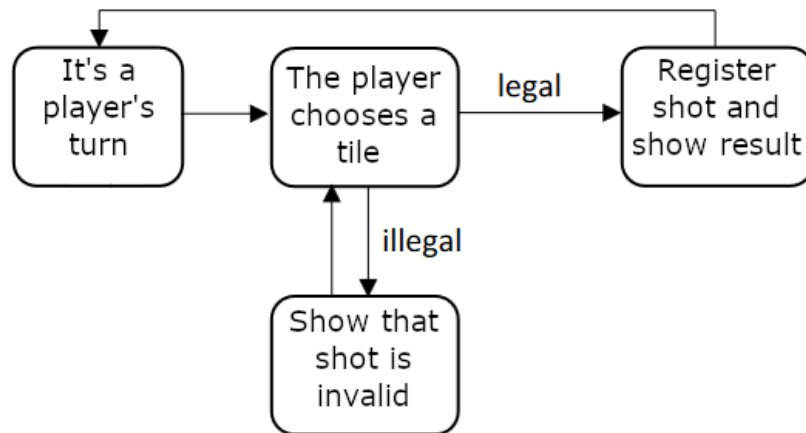 It's a
player's
turn
The player
chooses a
tile
legal
Register
shot and
show result
illegal
Show that
shot is
invalid